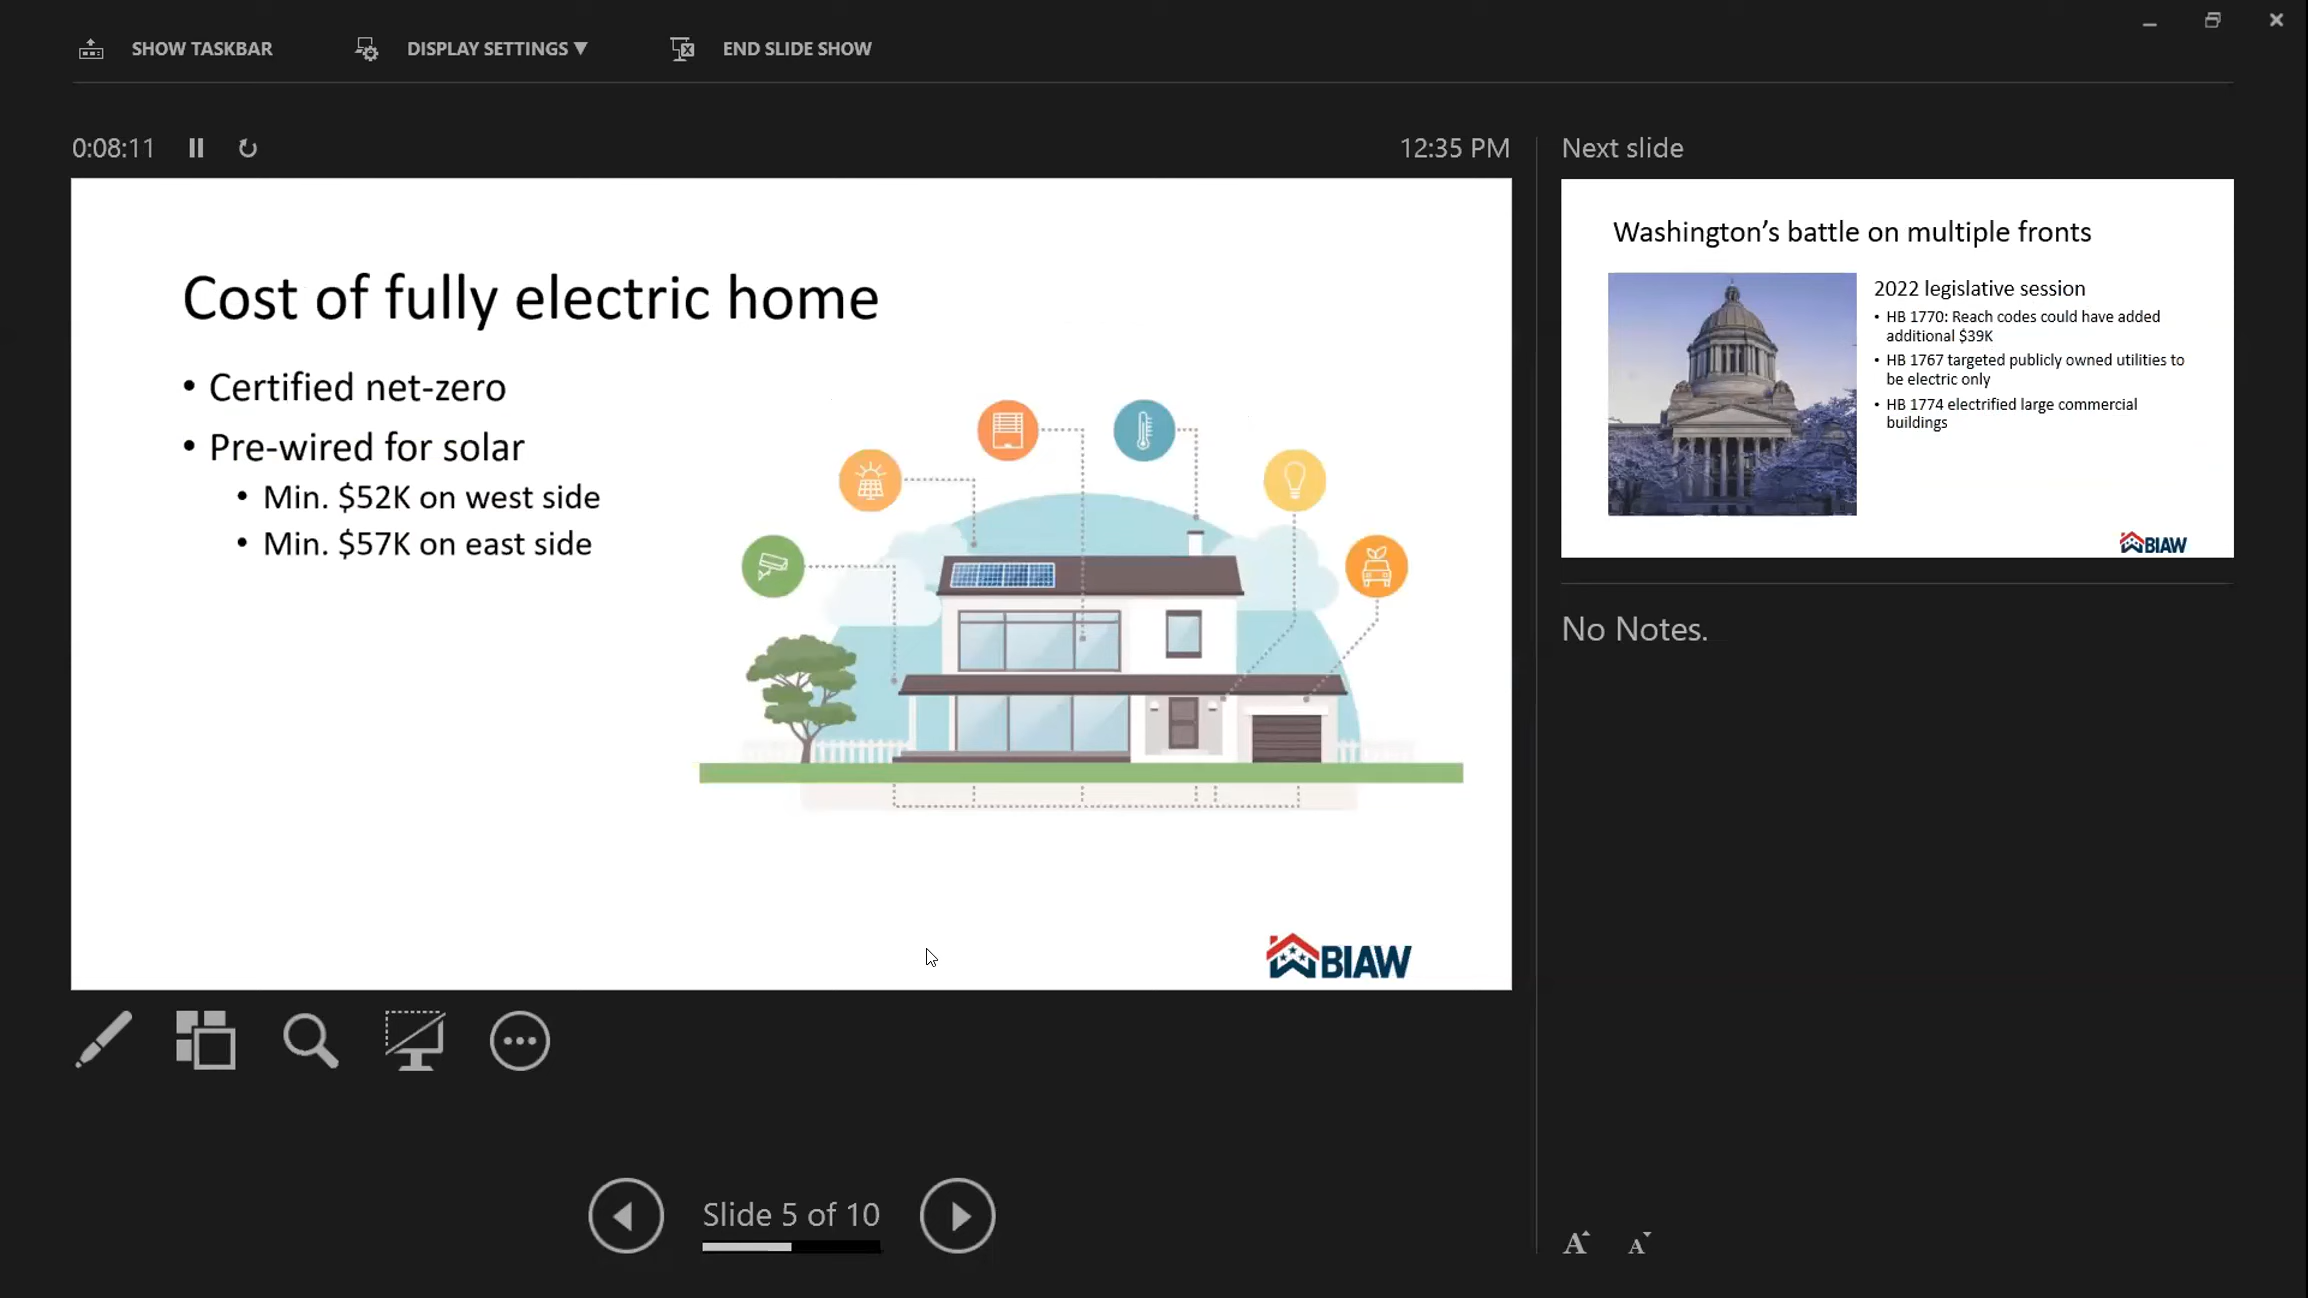 SHOW TASKBAR
DISPLAY SETTINGS ▼
END SLIDE SHOW
0:08:11
12:35 PM
Next slide
Cost of fully electric home
• Certified net-zero
• Pre-wired for solar
• Min. $52K on west side
• Min. $57K on east side
BIAW
Washington's battle on multiple fronts
2022 legislative session
• HB 1770: Reach codes could have added
additional $39K
• HB 1767 targeted publicly owned utilities to
be electric only
• HB 1774 electrified large commercial
buildings
BIAW
No Notes.
Slide 5 of 10
A
A